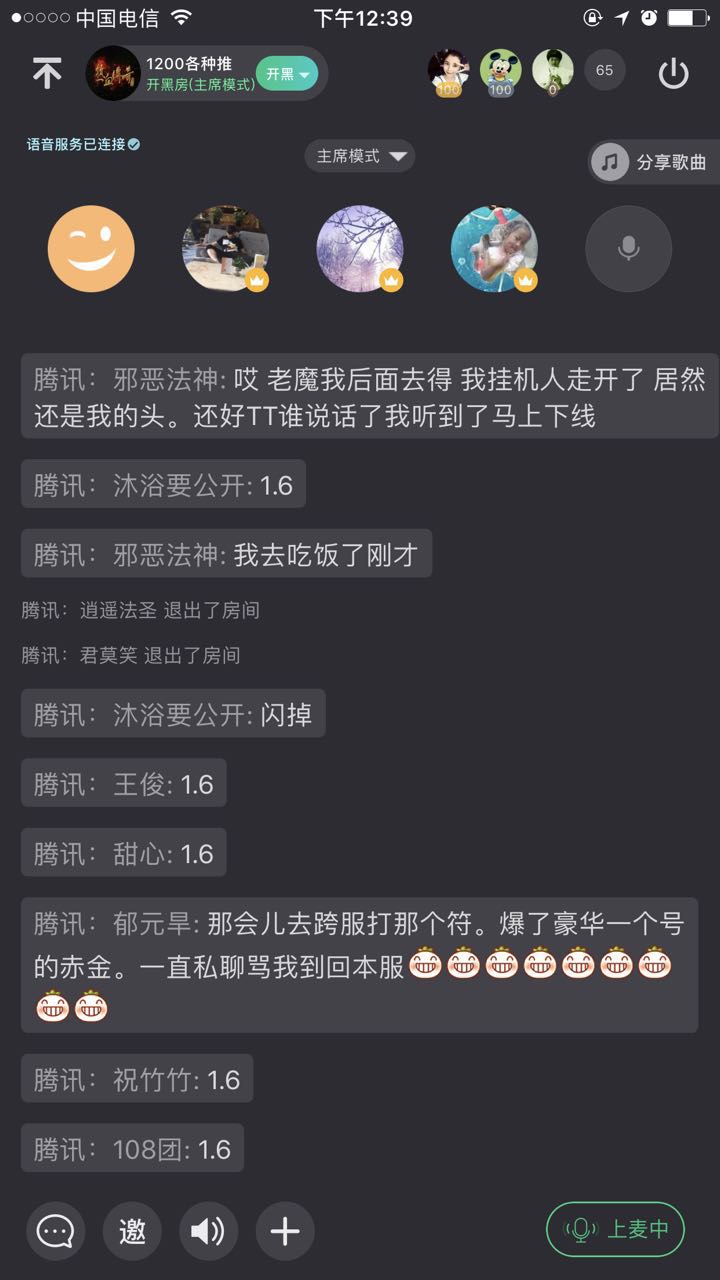 中国电信
下午12:39
1200各种推
开黑房(主席模式)
开黑
100
100
0
65
语音服务已连接
主席模式
分享歌曲
腾讯：邪恶法神: 哎 老魔我后面去得 我挂机人走开了 居然
还是我的头。还好TT谁说话了我听到了马上下线
腾讯：沐浴要公开: 1.6
腾讯：邪恶法神: 我去吃饭了刚才
腾讯：逍遥法圣 退出了房间
腾讯：君莫笑 退出了房间
腾讯：沐浴要公开: 闪掉
腾讯：王俊: 1.6
腾讯：甜心: 1.6
腾讯：郁元旱: 那会儿去跨服打那个符。爆了豪华一个号
的赤金。一直私聊骂我到回本服
腾讯：祝竹竹: 1.6
腾讯：108团: 1.6
邀
上麦中